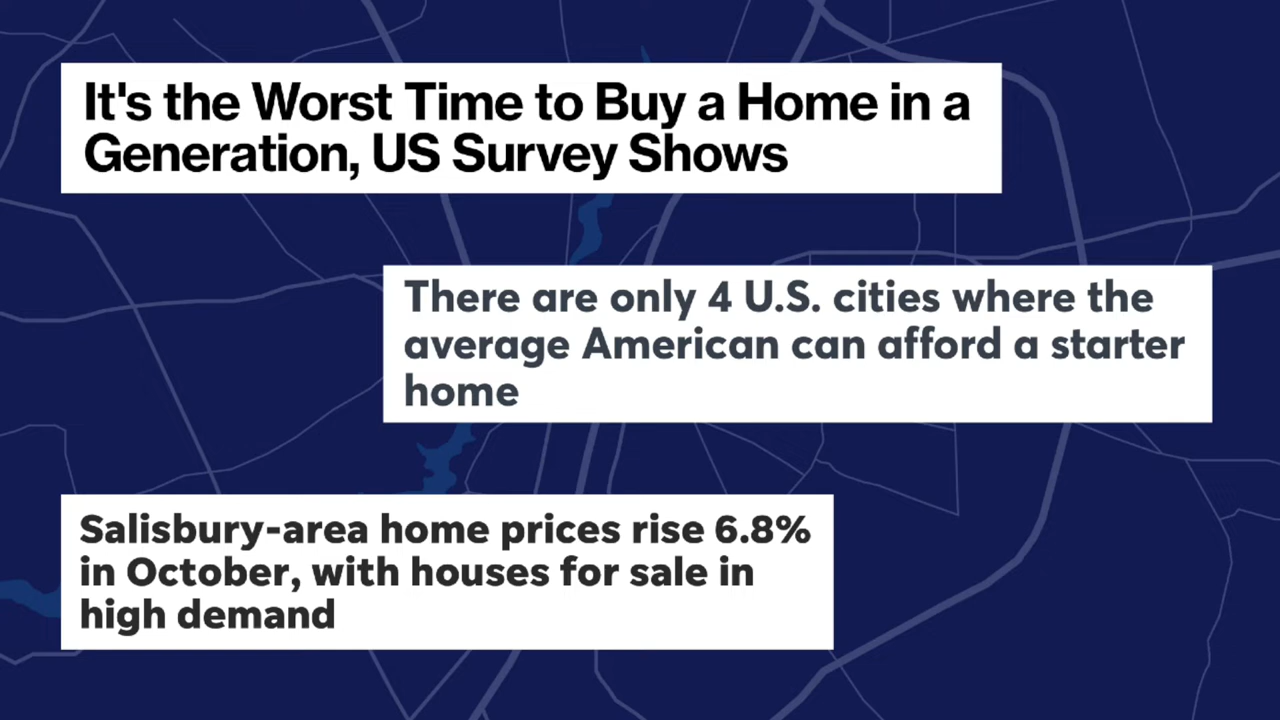 It's the Worst Time to Buy a Home in a
Generation, US Survey Shows
There are only 4 U.S. cities where the
average American can afford a starter
home
Salisbury-area home prices rise 6.8%
in October, with houses for sale in
high demand